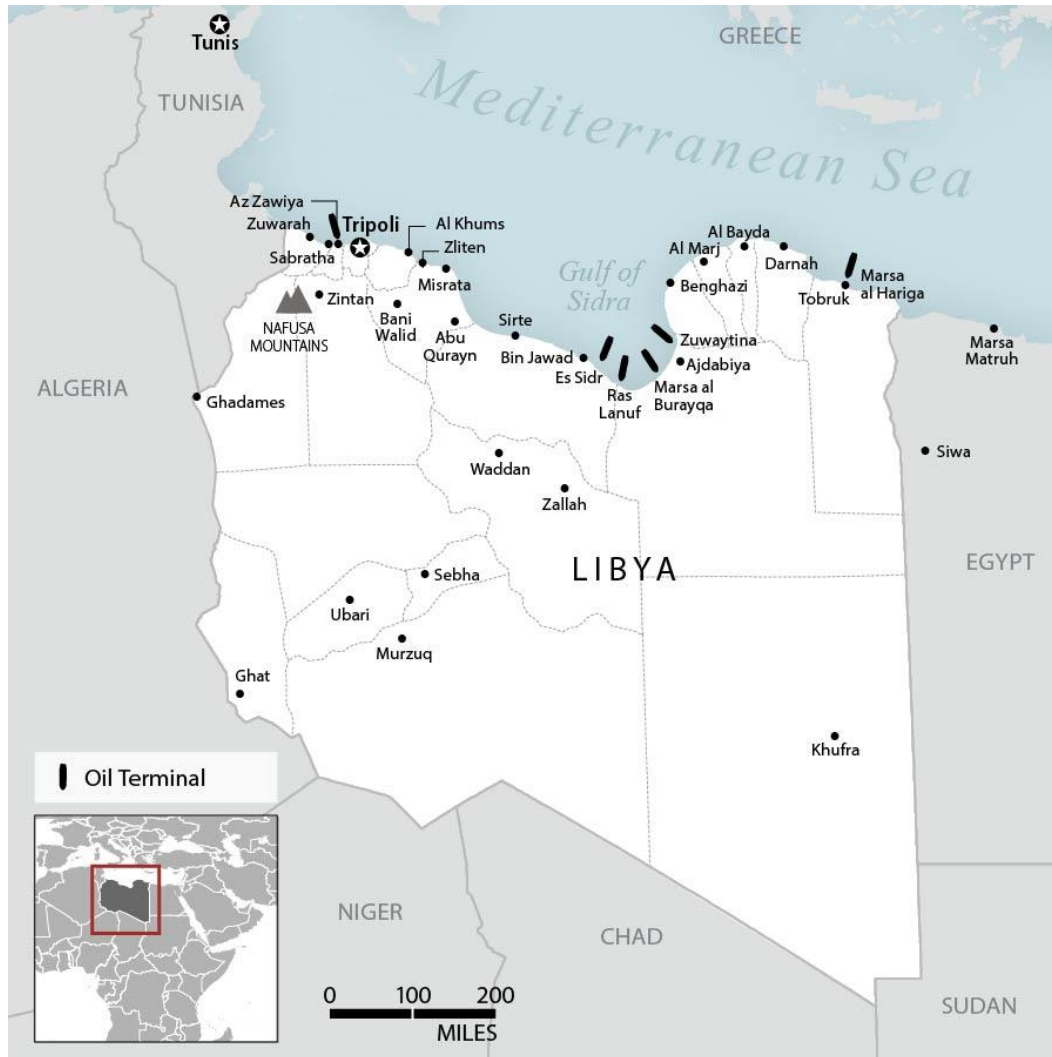 GREECE
Tunis
TUNISIA
Mediterranean Sea
Az Zawiya
Tripoli
Al Khums
Zuwarah
Zliten
Sabratha
Misrata
Al Bayda
Al Marj
Darnah
Gulf of
Sidra
Benghazi
Marsa
al Hariga
Tobruk
Zintan
NAFUSA
MOUNTAINS
Bani
Walid
Abu
Qurayn
Sirte
Bin Jawad
Es Sidr
Ras
Lanuf
Marsa al
Burayqa
Zuwaytina
Ajdabiya
Marsa
Matruh
ALGERIA
Ghadames
Waddan
Zallah
Siwa
LIBYA
EGYPT
Sebha
Ubari
Murzuq
Ghat
Khufra
Oil Terminal
NIGER
CHAD
SUDAN
0 100 200
MILES